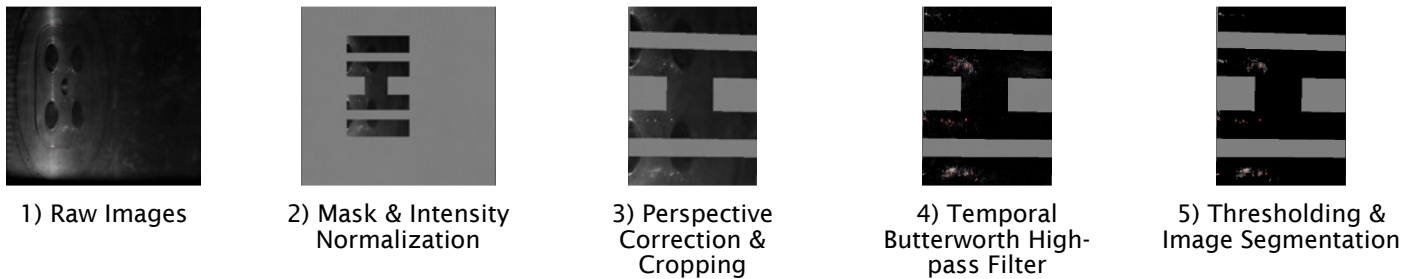 1) Raw Images
2) Mask & Intensity
Normalization
3) Perspective
Correction &
Cropping
4) Temporal
Butterworth High-
pass Filter
5) Thresholding &
Image Segmentation